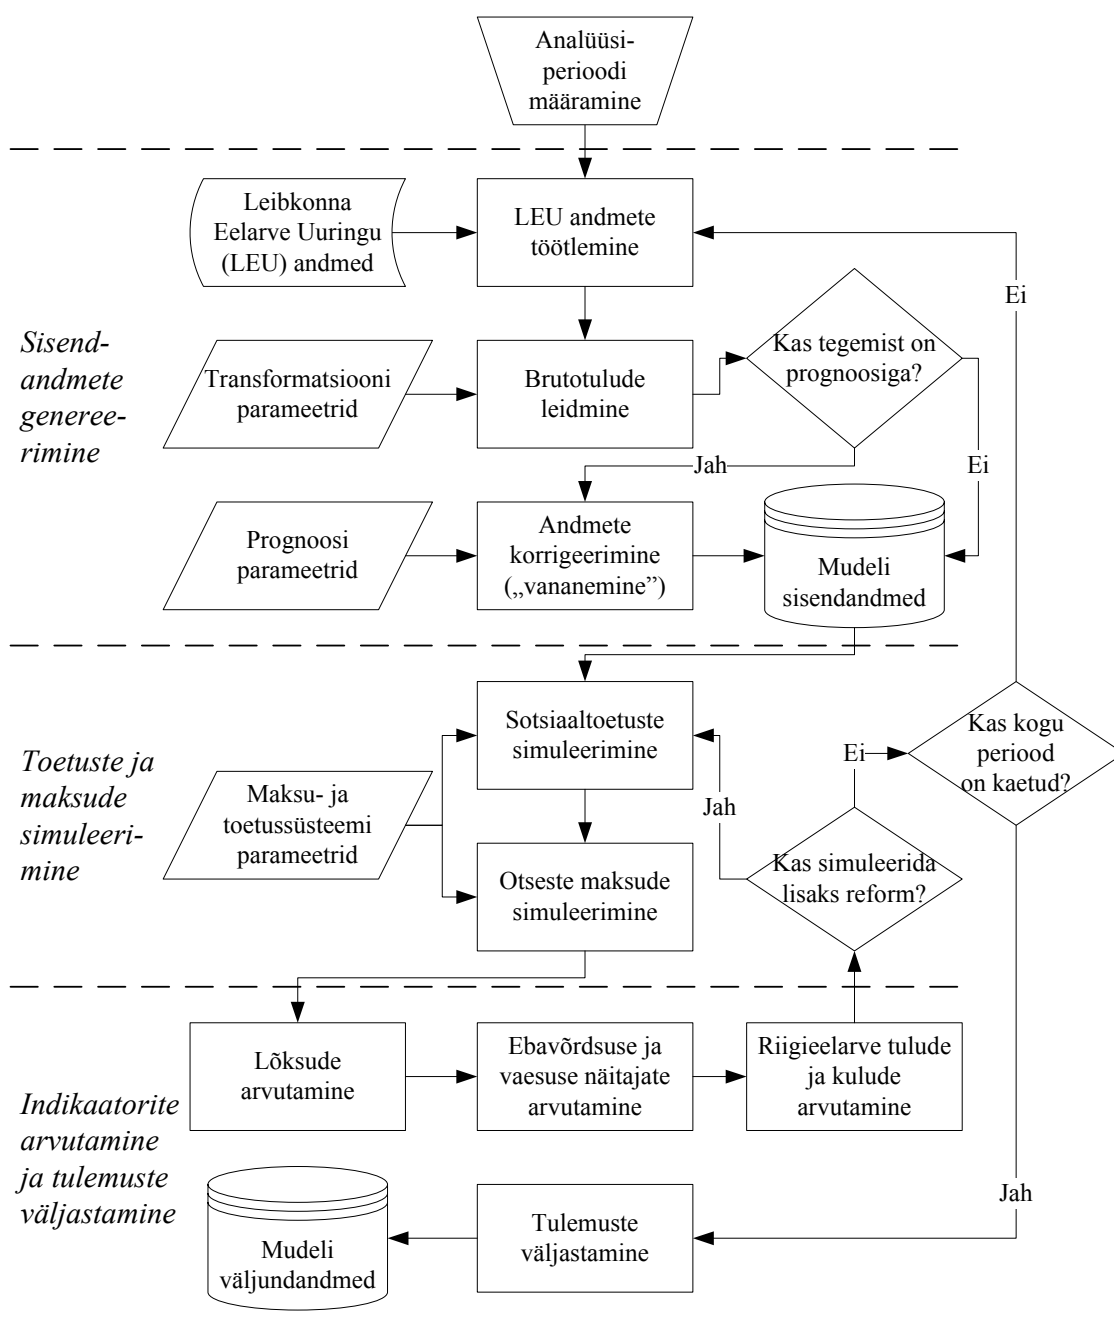 Analüüsi-
perioodi
määramine
Leibkonna
Eelarve Uuringu
(LEU) andmed
LEU andmete
töötlemine
Ei
Sisend-
andmete
generee-
rimine
Transformatsiooni
parameetrid
Brutotulude
leidmine
Kas tegemist on
prognoosiga?
Jah
Ei
Prognoosi
parameetrid
Andmete
korrigeerimine
(„vananemine”)
Mudeli
sisendandmed
Toetuste ja
maksude
simuleeri-
mine
Maksu- ja
toetussüsteemi
parameetrid
Sotsiaaltoetuste
simuleerimine
Otseste maksude
simuleerimine
Jah
Ei
Kas simuleerida
lisaks reform?
Kas kogu
periood
on kaetud?
Indikaatorite
arvutamine
ja tulemuste
väljastamine
Lõksude
arvutamine
Ebavõrdsuse ja
vaesuse näitajate
arvutamine
Riigieelarve tulude
ja kulude
arvutamine
Jah
Mudeli
väljundandmed
Tulemuste
väljastamine